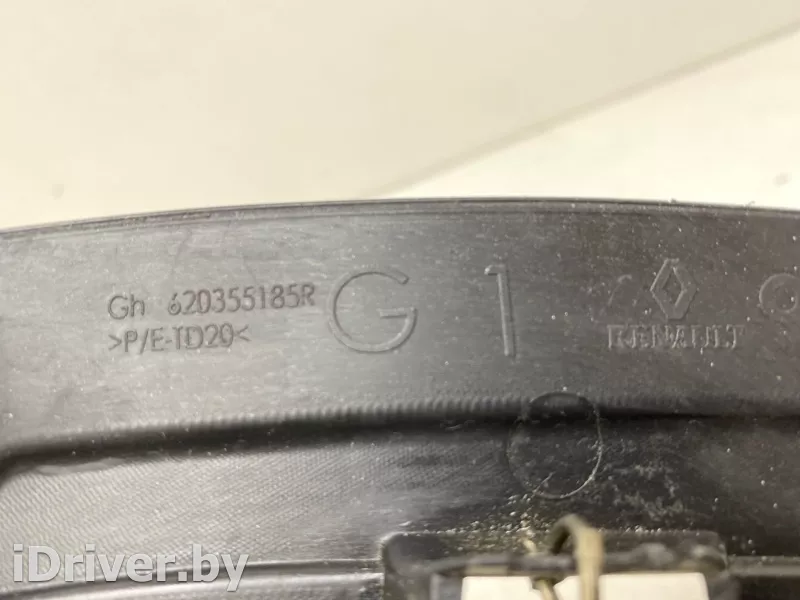 Gh 620355185R
>P/E-TD20<
G 1
RENAULT
iDriver.by